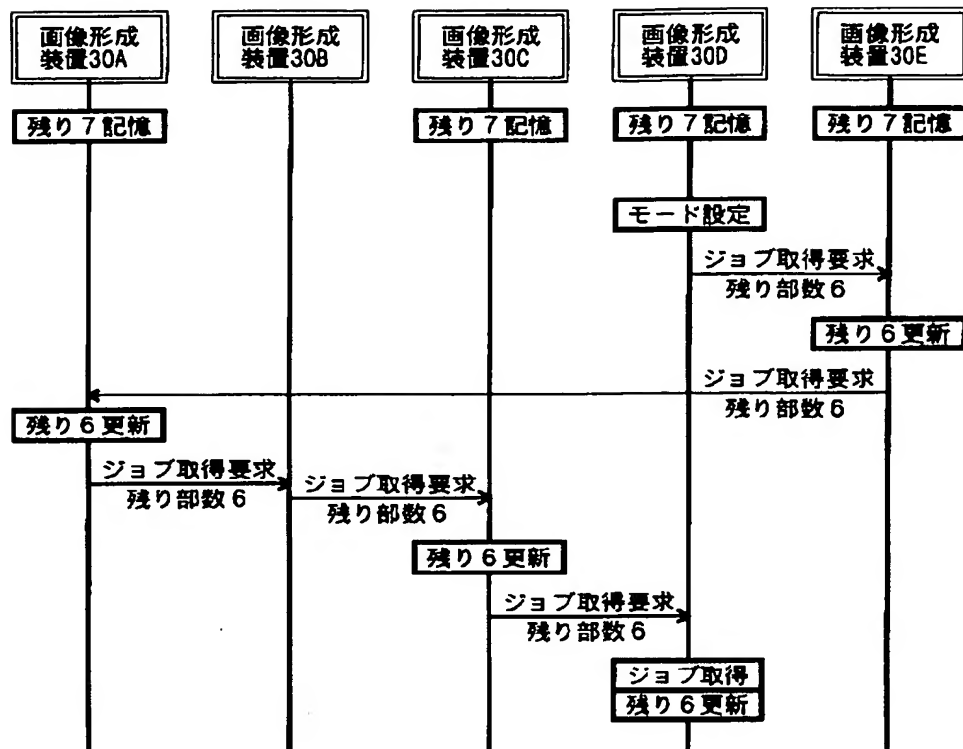 画像形成
装置30A
画像形成
装置30B
画像形成
装置30C
画像形成
装置30D
画像形成
装置30E
残り7記憶
残り7記憶
残り7記憶
残り7記憶
モード設定
ジョブ取得要求
残り部数6
残り6更新
ジョブ取得要求
残り部数6
残り6更新
ジョブ取得要求
残り部数6
ジョブ取得要求
残り部数6
残り6更新
ジョブ取得要求
残り部数6
ジョブ取得
残り6更新